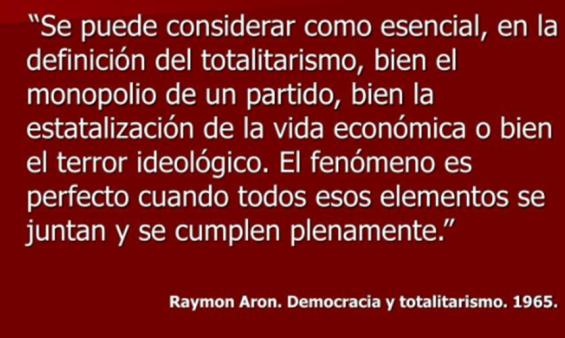 “Se puede considerar como esencial, en la
definición del totalitarismo, bien el
monopolio de un partido, bien la
estatalización de la vida económica o bien
el terror ideológico. El fenómeno es
perfecto cuando todos esos elementos se
juntan y se cumplen plenamente.”
Raymon Aron. Democracia y totalitarismo. 1965.